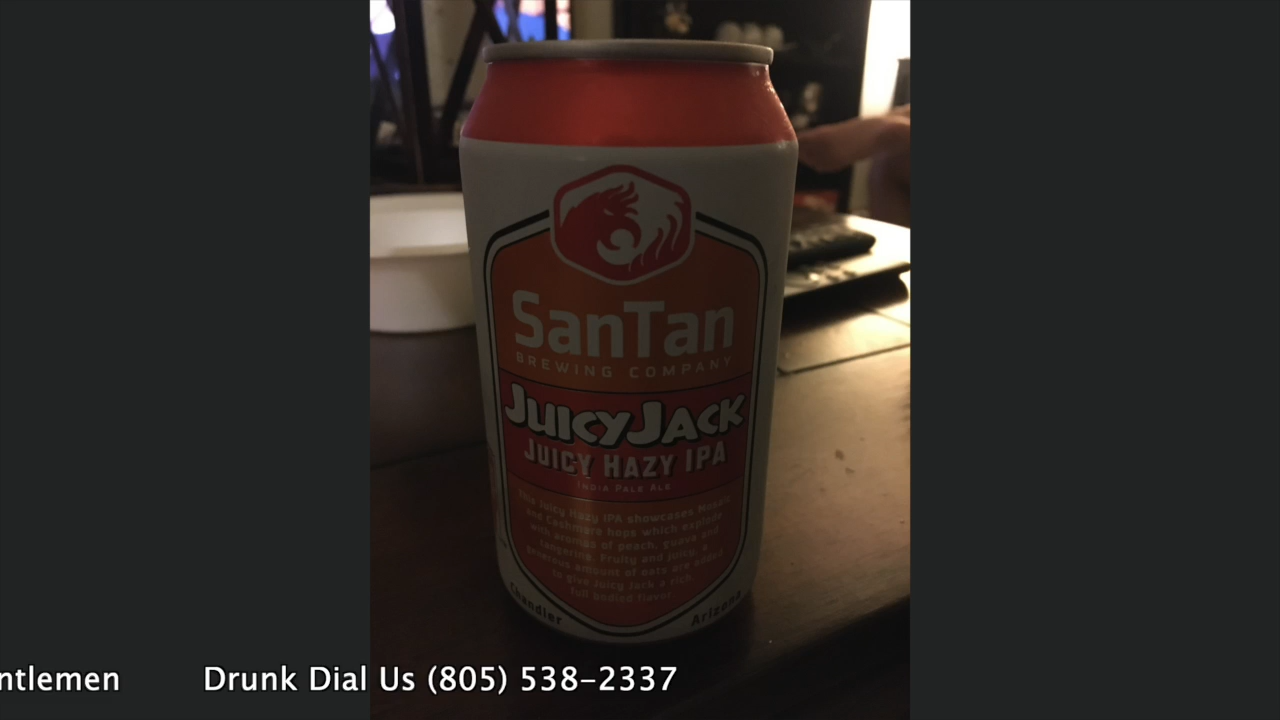 SanTan
BREWING COMPANY
JUICYJACK
JUICY HAZY IPA
INDIA PALE ALE
This Juicy Hazy IPA showcases Mosaic
and Cashmere hops which explode
with aromas of peach, guava and
tangerine. Fruity and juicy, a
generous amount of oats are added
to give Juicy Jack a rich
full bodied flavor.
Chandler Arizona
ntlemen Drunk Dial Us (805) 538-2337